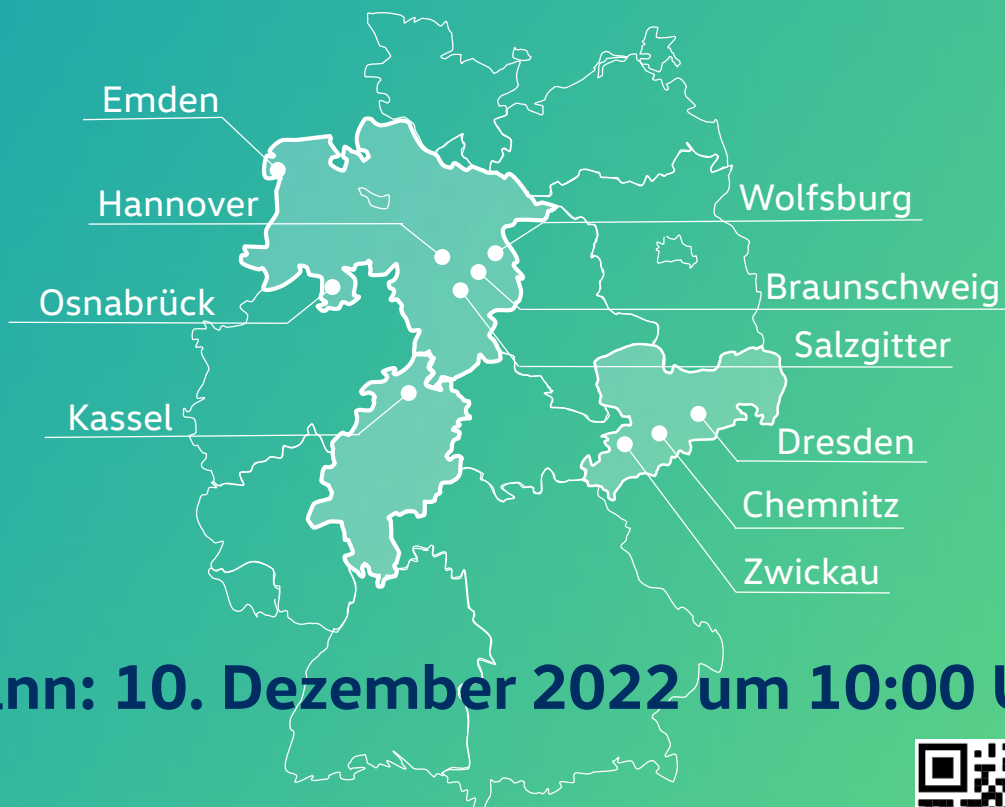 Emden
Hannover
Wolfsburg
Osnabrück
Braunschweig
Salzgitter
Kassel
Dresden
Chemnitz
Zwickau
nn: 10. Dezember 2022 um 10:00 U